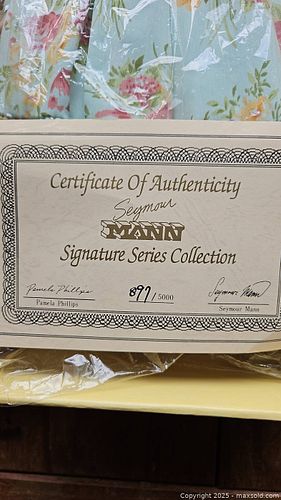 Certificate Of Authenticity
Seymour
MANN
Signature Series Collection
Pamela Phillips
897/5000
Seymour Mann
Pamela Phillips
Seymour Mann
Copyright © 2025 - maxsold.com